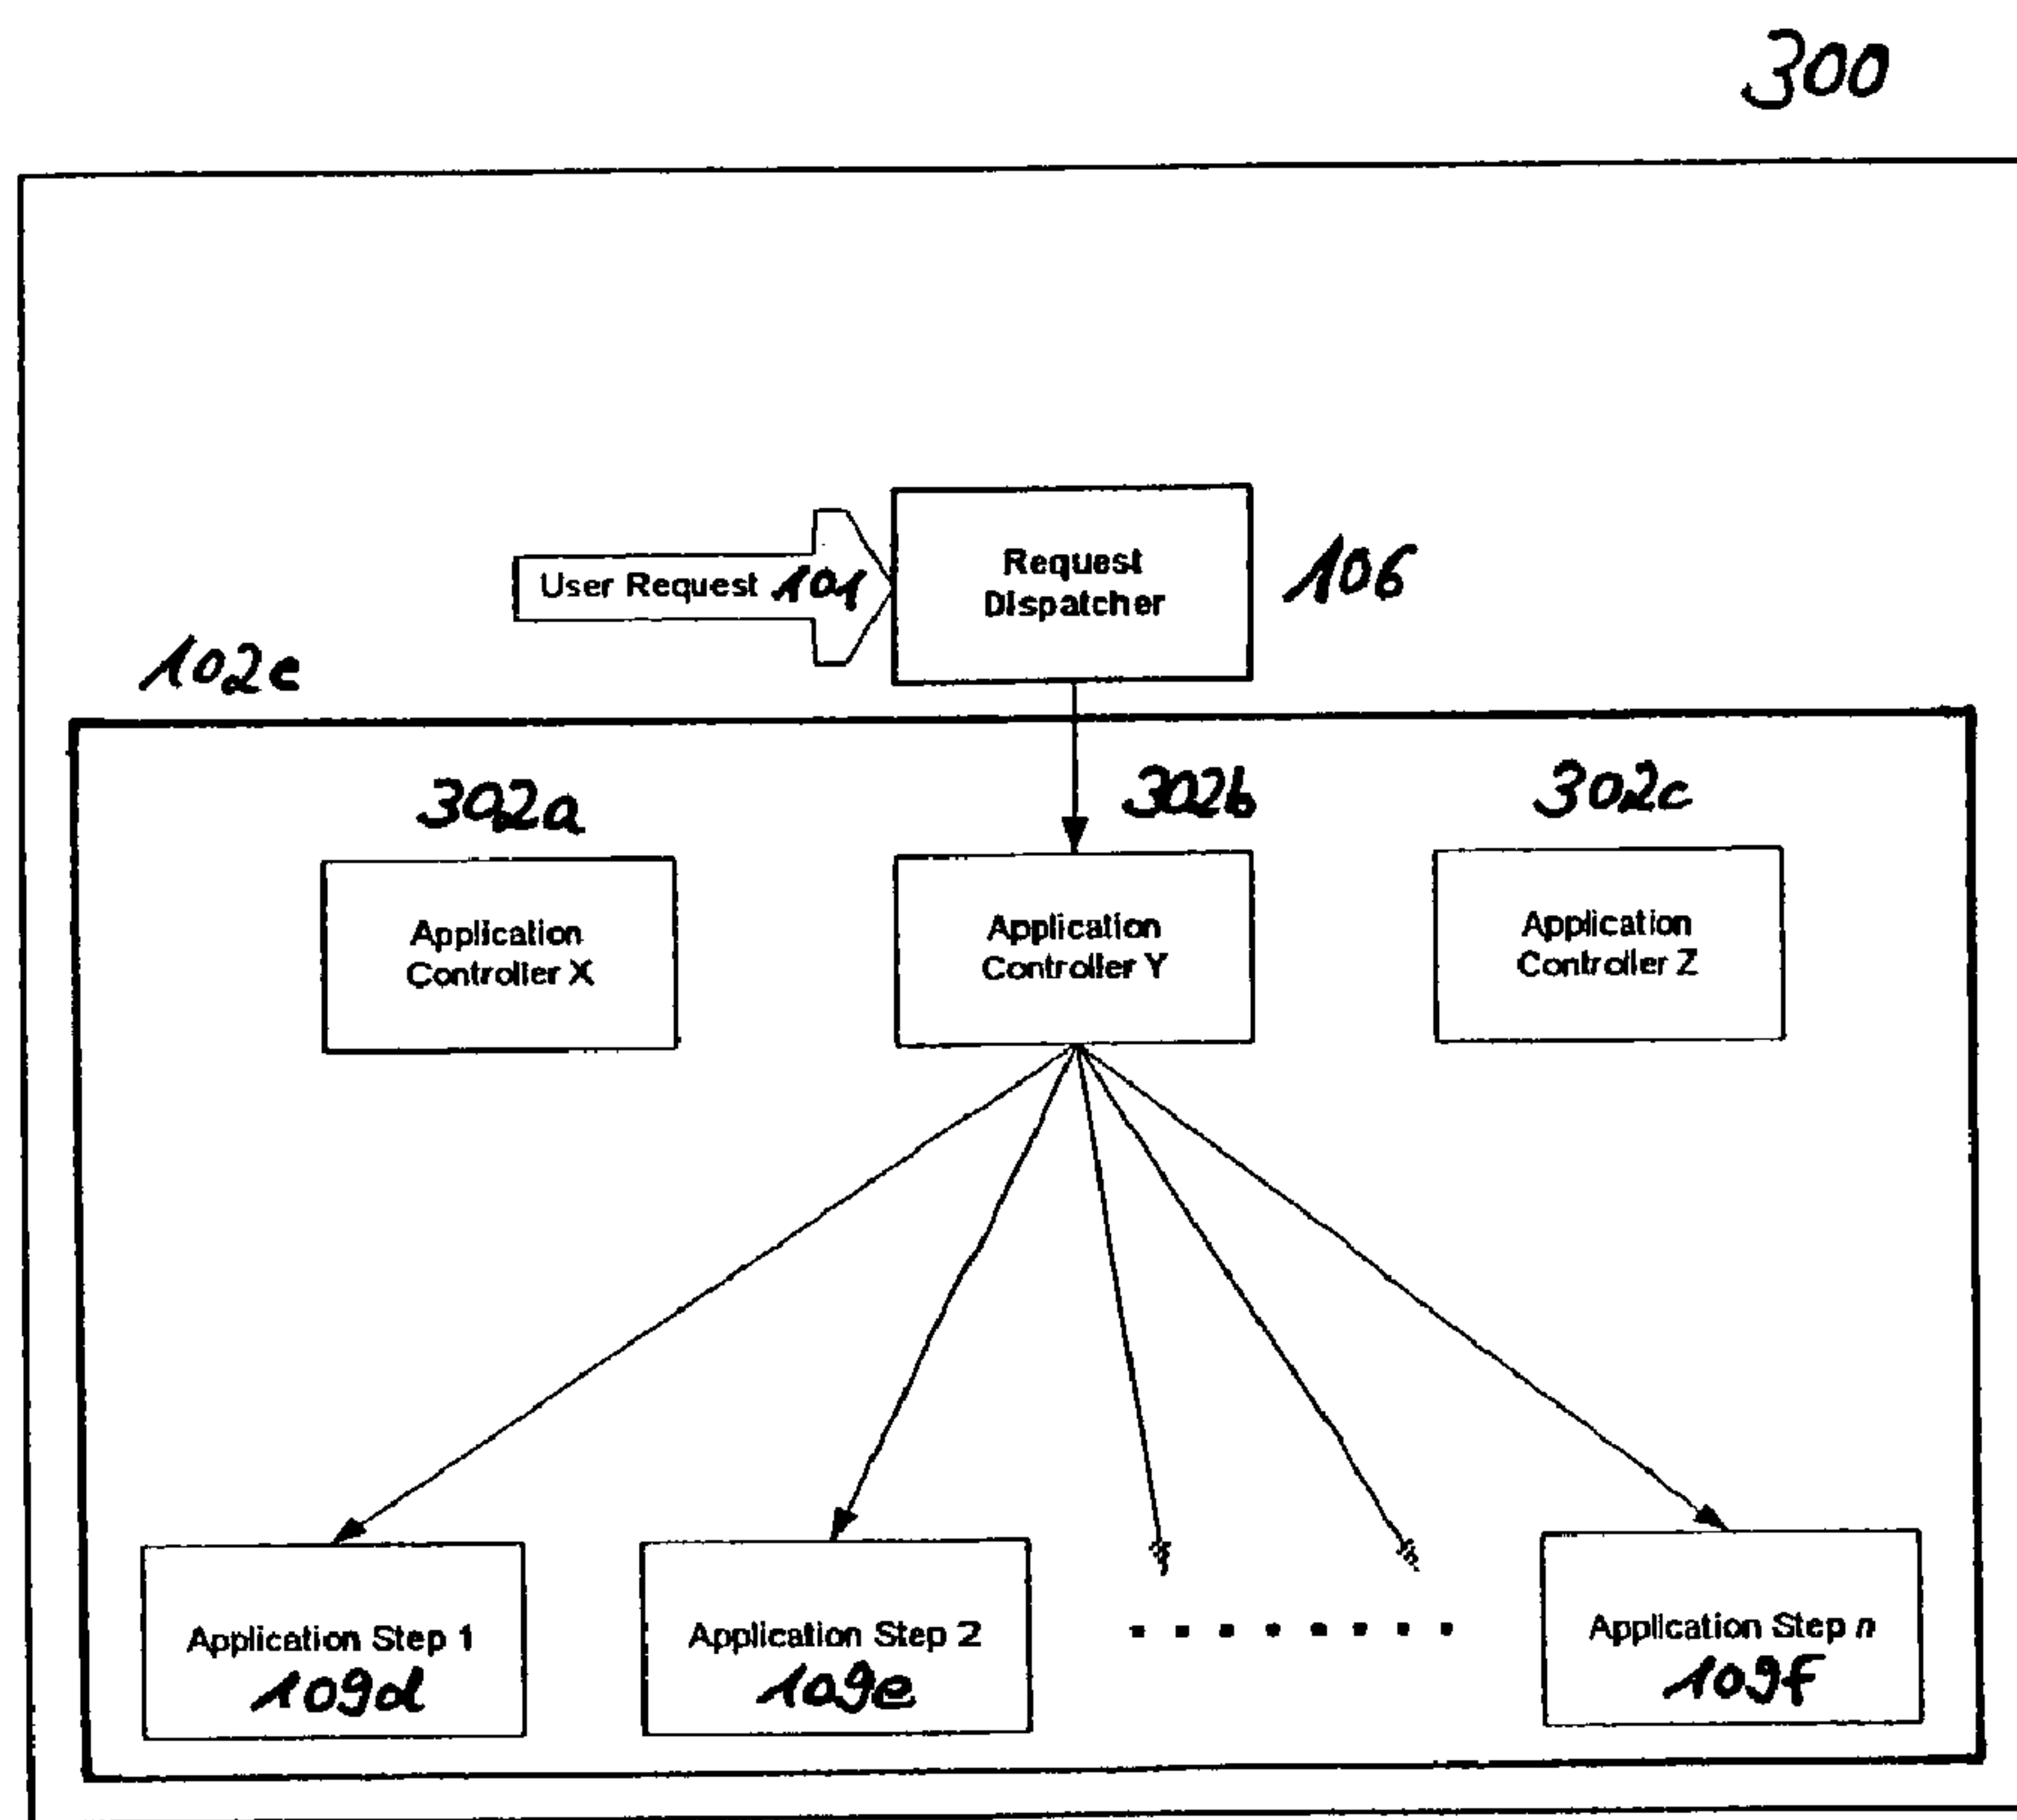 300
Request
Dispatcher
106
User Request 101
102e
302a
302b
302c
Application
Controller X
Application
Controller Y
Application
Controller Z
Application Step 1
109d
Application Step 2
109e
Application Step n
109f